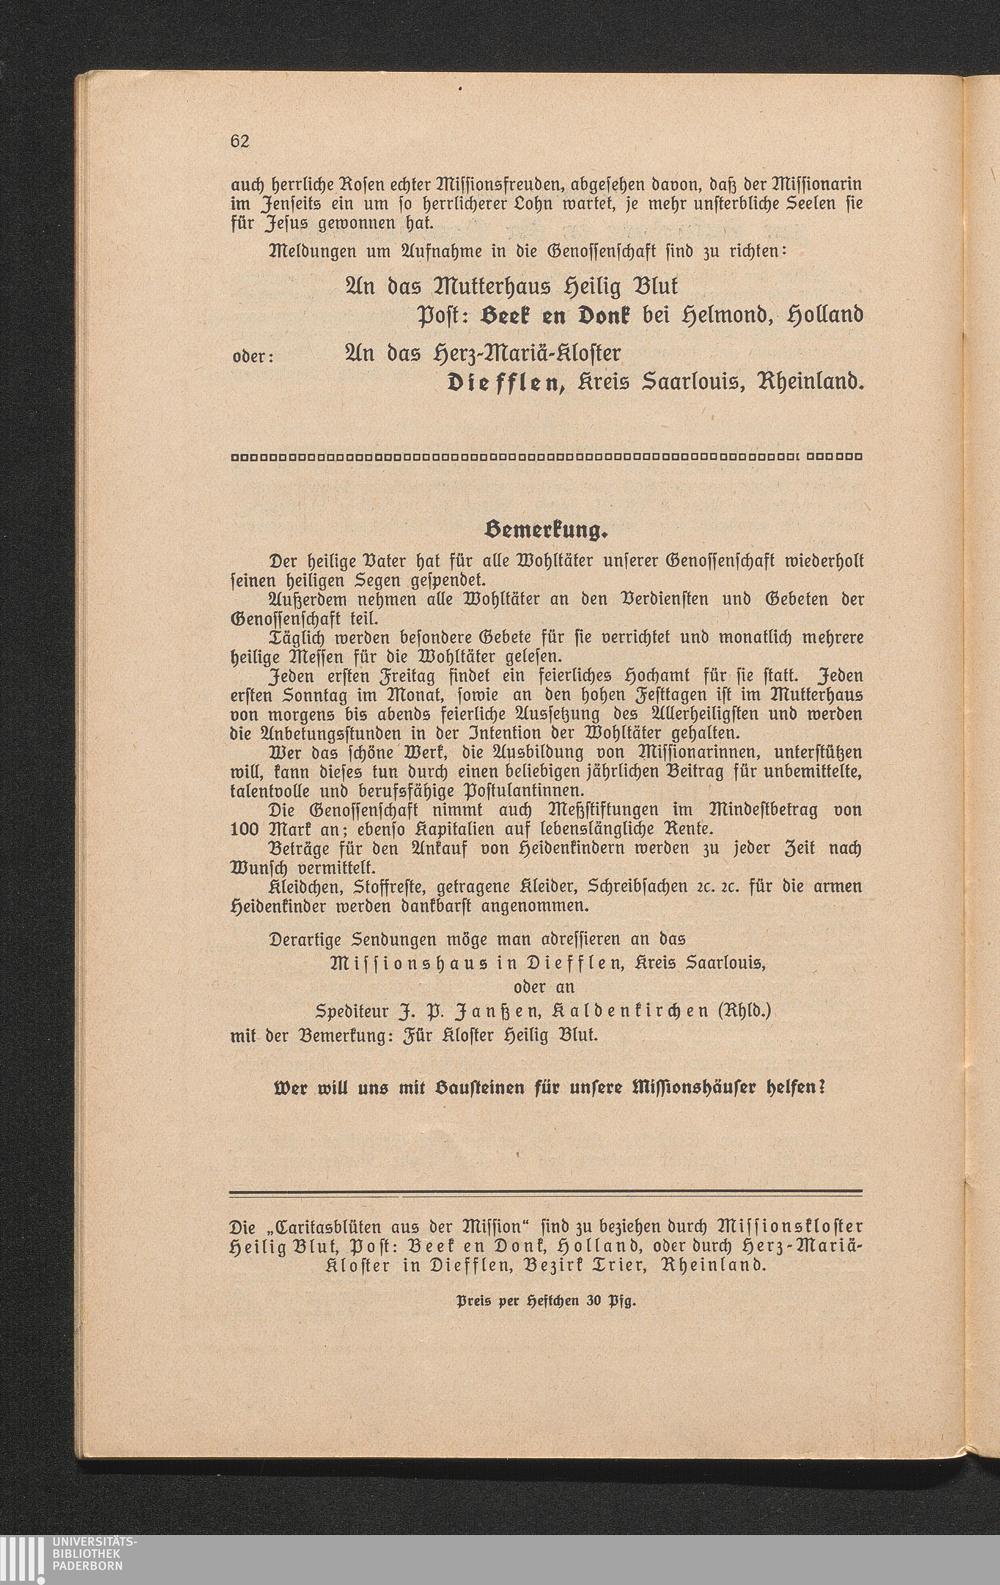 62
auch herrliche Rosen echter Missionsfreuden, abgesehen davon, daß der Missionarin
im Jenseits ein um so herrlicherer Lohn wartet, je mehr unsterbliche Seelen sie
für Jesus gewonnen hat.
Meldungen um Aufnahme in die Genossenschaft sind zu richten:
An das Mutterhaus Heilig Blut
Post: Beek en Donk bei Helmond, Holland
oder: An das Herz-Mariä-Kloster
Diefflen, Kreis Saarlouis, Rheinland.
Bemerkung.
Der heilige Vater hat für alle Wohltäter unserer Genossenschaft wiederholt
seinen heiligen Segen gespendet.
Außerdem nehmen alle Wohltäter an den Verdiensten und Gebeten der
Genossenschaft teil.
Täglich werden besondere Gebete für sie verrichtet und monatlich mehrere
heilige Messen für die Wohltäter gelesen.
Jeden ersten Freitag findet ein feierliches Hochamt für sie statt. Jeden
ersten Sonntag im Monat, sowie an den hohen Festtagen ist im Mutterhaus
von morgens bis abends feierliche Aussetzung des Allerheiligsten und werden
die Anbetungsstunden in der Intention der Wohltäter gehalten.
Wer das schöne Werk, die Ausbildung von Missionarinnen, unterstützen
will, kann dieses tun durch einen beliebigen jährlichen Beitrag für unbemittelte,
talentvolle und berufsfähige Postulantinnen.
Die Genossenschaft nimmt auch Meßstiftungen im Mindestbetrag von
100 Mark an; ebenso Kapitalien auf lebenslängliche Rente.
Beträge für den Ankauf von Heidenkindern werden zu jeder Zeit nach
Wunsch vermittelt.
Kleidchen, Stoffreste, getragene Kleider, Schreibsachen ꝛc. ꝛc. für die armen
Heidenkinder werden dankbarst angenommen.
Derartige Sendungen möge man adressieren an das
Missionshaus in Diefflen, Kreis Saarlouis,
oder an
Spediteur J. P. Janßen, Kaldenkirchen (Rhld.)
mit der Bemerkung: Für Kloster Heilig Blut.
Wer will uns mit Bausteinen für unsere Missionshäuser helfen?
Die „Caritasblüten aus der Mission“ sind zu beziehen durch Missionskloster
Heilig Blut, Post: Beek en Donk, Holland, oder durch Herz-Mariä-
Kloster in Diefflen, Bezirk Trier, Rheinland.
Preis per Heftchen 30 Pfg.
UNIVERSITÄTS-
BIBLIOTHEK
PADERBORN